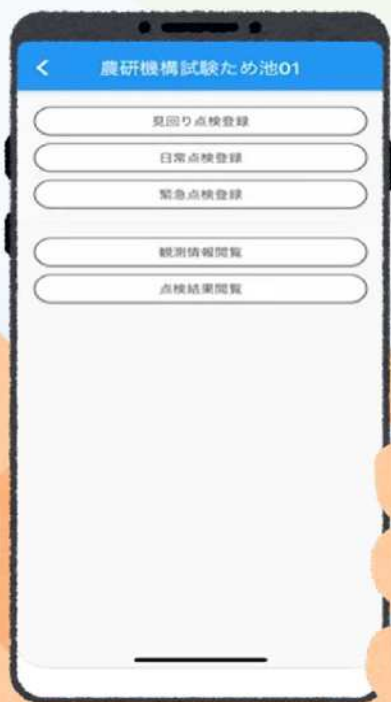 農研機構試験ため池01
見回り点検登録
日常点検登録
緊急点検登録
観測情報閲覧
点検結果閲覧